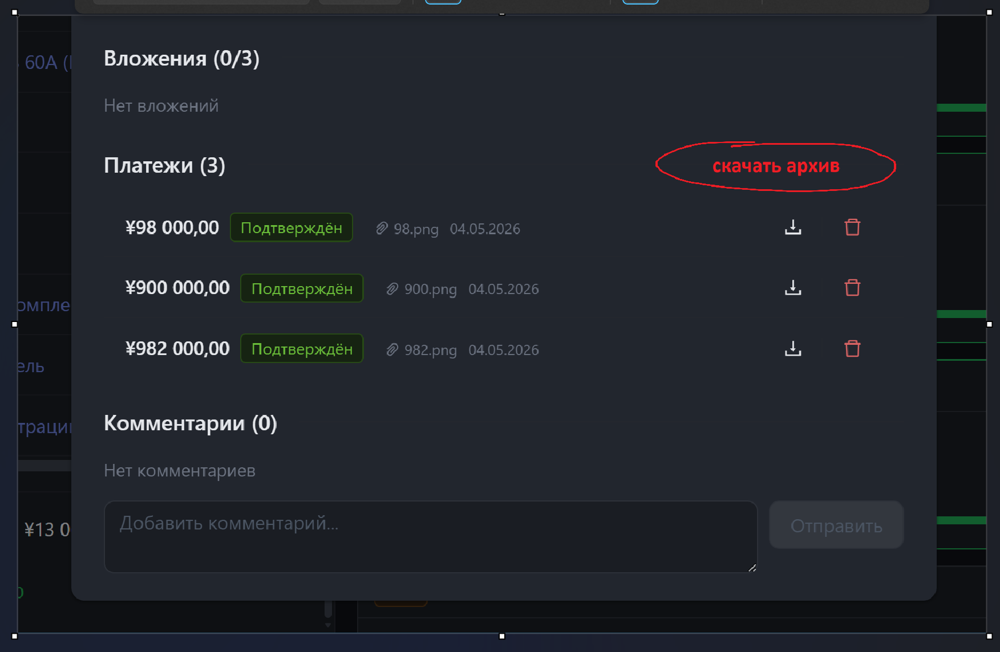 60А (
Вложения (0/3)
Нет вложений
Платежи (3)
скачать архив
¥98 000,00 Подтверждён 98.png 04.05.2026
¥900 000,00 Подтверждён 900.png 04.05.2026
омпле
¥982 000,00 Подтверждён 982.png 04.05.2026
ель
Комментарии (0)
траци
Нет комментариев
Добавить комментарий...
Отправить
¥13 0